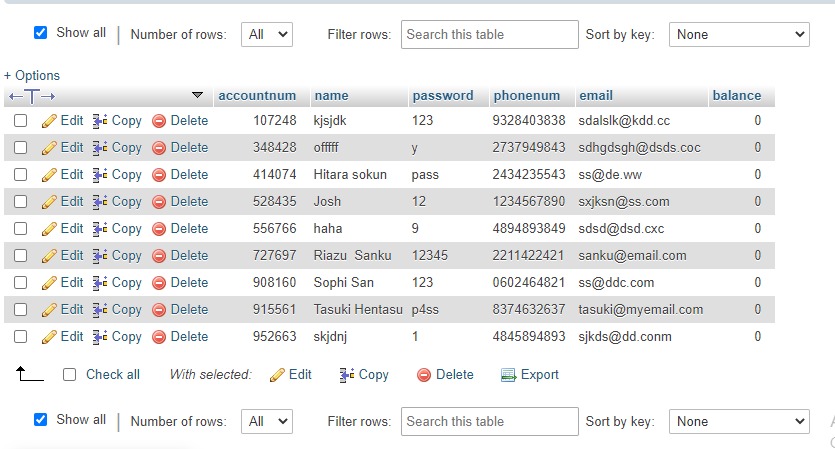 Show all Number of rows: All Filter rows: Search this table Sort by key: None
+ Options
accountnum name password phonenum email balance
Edit Copy Delete 107248 kjsjdk 123 9328403838 sdalslk@kdd.cc 0
Edit Copy Delete 348428 offfff y 2737949843 sdhgdsgh@dsds.coc 0
Edit Copy Delete 414074 Hitara sokun pass 2434235543 ss@de.ww 0
Edit Copy Delete 528435 Josh 12 1234567890 sxjksn@ss.com 0
Edit Copy Delete 556766 haha 9 4894893849 sdsd@dsd.cxc 0
Edit Copy Delete 727697 Riazu Sanku 12345 2211422421 sanku@email.com 0
Edit Copy Delete 908160 Sophi San 123 0602464821 ss@ddc.com 0
Edit Copy Delete 915561 Tasuki Hentasu p4ss 8374632637 tasuki@myemail.com 0
Edit Copy Delete 952663 skjdnj 1 4845894893 sjkds@dd.conm 0
Check all With selected: Edit Copy Delete Export
Show all Number of rows: All Filter rows: Search this table Sort by key: None